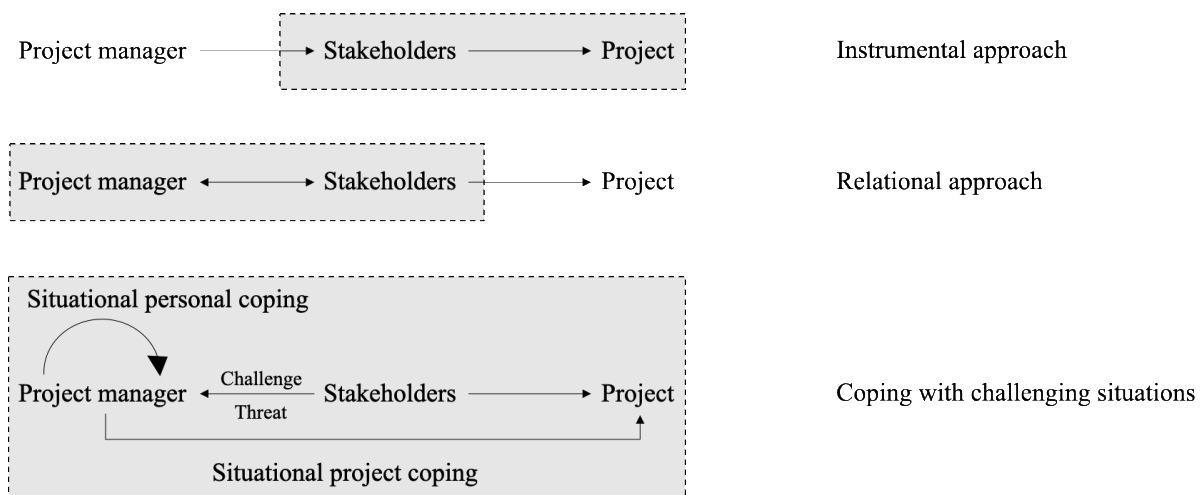 Project manager Stakeholders Project Instrumental approach
Project manager Stakeholders Project Relational approach
Situational personal coping
Challenge
Project manager Stakeholders Project Coping with challenging situations
Threat
Situational project coping